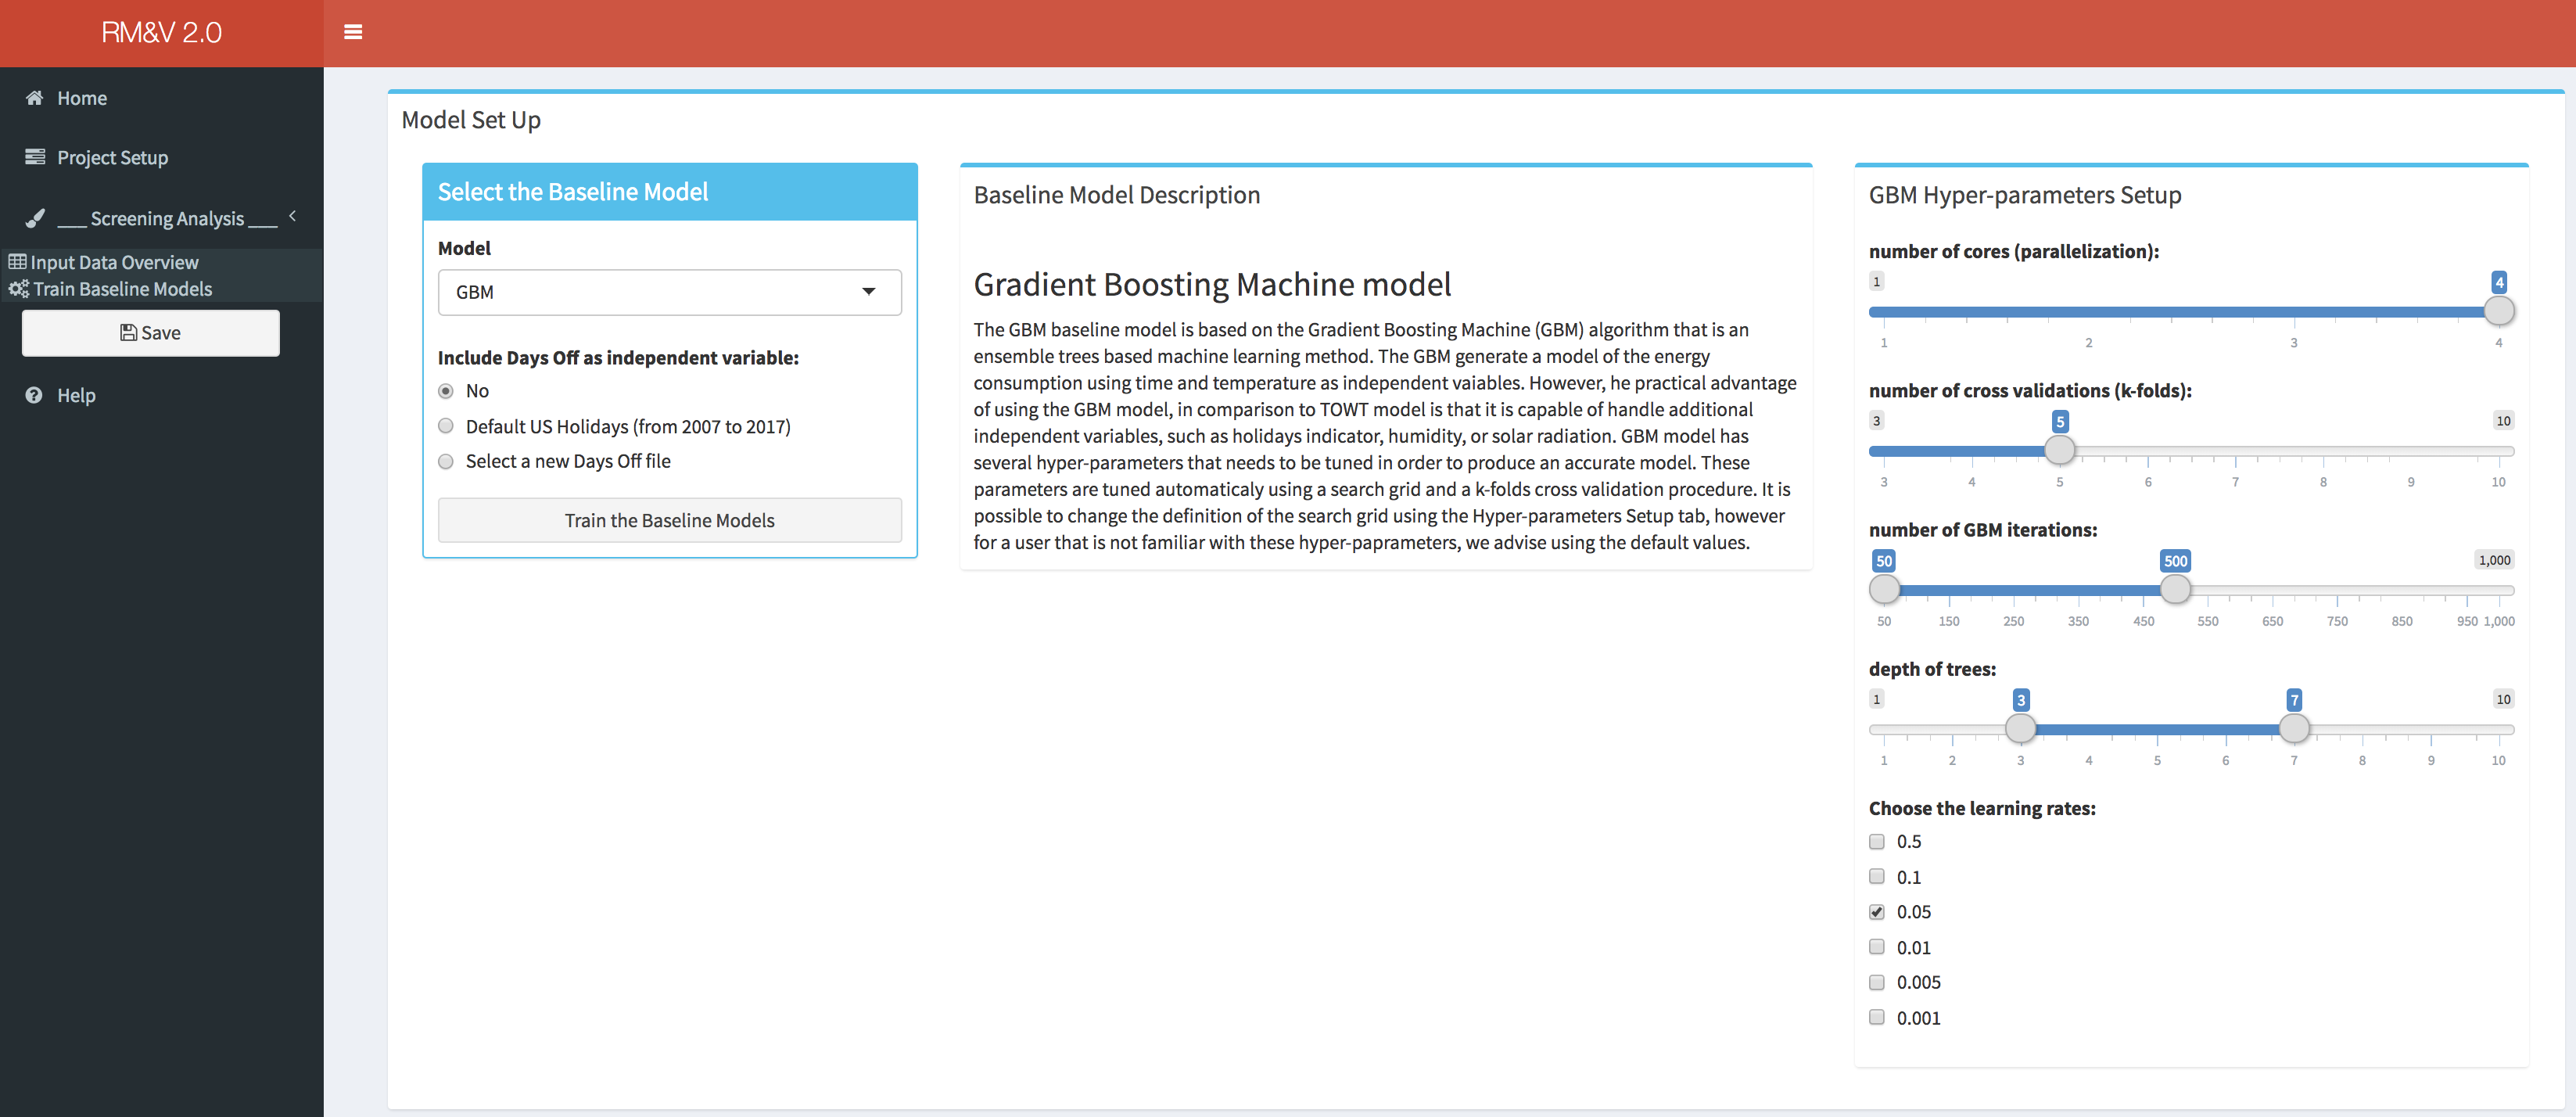 RM&V 2.0
Home
Project Setup
___ Screening Analysis ___
Input Data Overview
Train Baseline Models
Save
Help
Model Set Up
Select the Baseline Model
Model
GBM
Include Days Off as independent variable:
No
Default US Holidays (from 2007 to 2017)
Select a new Days Off file
Train the Baseline Models
Baseline Model Description
Gradient Boosting Machine model
The GBM baseline model is based on the Gradient Boosting Machine (GBM) algorithm that is an
ensemble trees based machine learning method. The GBM generate a model of the energy
consumption using time and temperature as independent vaiables. However, he practical advantage
of using the GBM model, in comparison to TOWT model is that it is capable of handle additional
independent variables, such as holidays indicator, humidity, or solar radiation. GBM model has
several hyper-parameters that needs to be tuned in order to produce an accurate model. These
parameters are tuned automaticaly using a search grid and a k-folds cross validation procedure. It is
possible to change the definition of the search grid using the Hyper-parameters Setup tab, however
for a user that is not familiar with these hyper-paprameters, we advise using the default values.
GBM Hyper-parameters Setup
number of cores (parallelization):
1 4
1 2 3 4
number of cross validations (k-folds):
3 5 10
3 4 5 6 7 8 9 10
number of GBM iterations:
50 500 1,000
50 150 250 350 450 550 650 750 850 950 1,000
depth of trees:
1 3 7 10
1 2 3 4 5 6 7 8 9 10
Choose the learning rates:
0.5
0.1
0.05
0.01
0.005
0.001